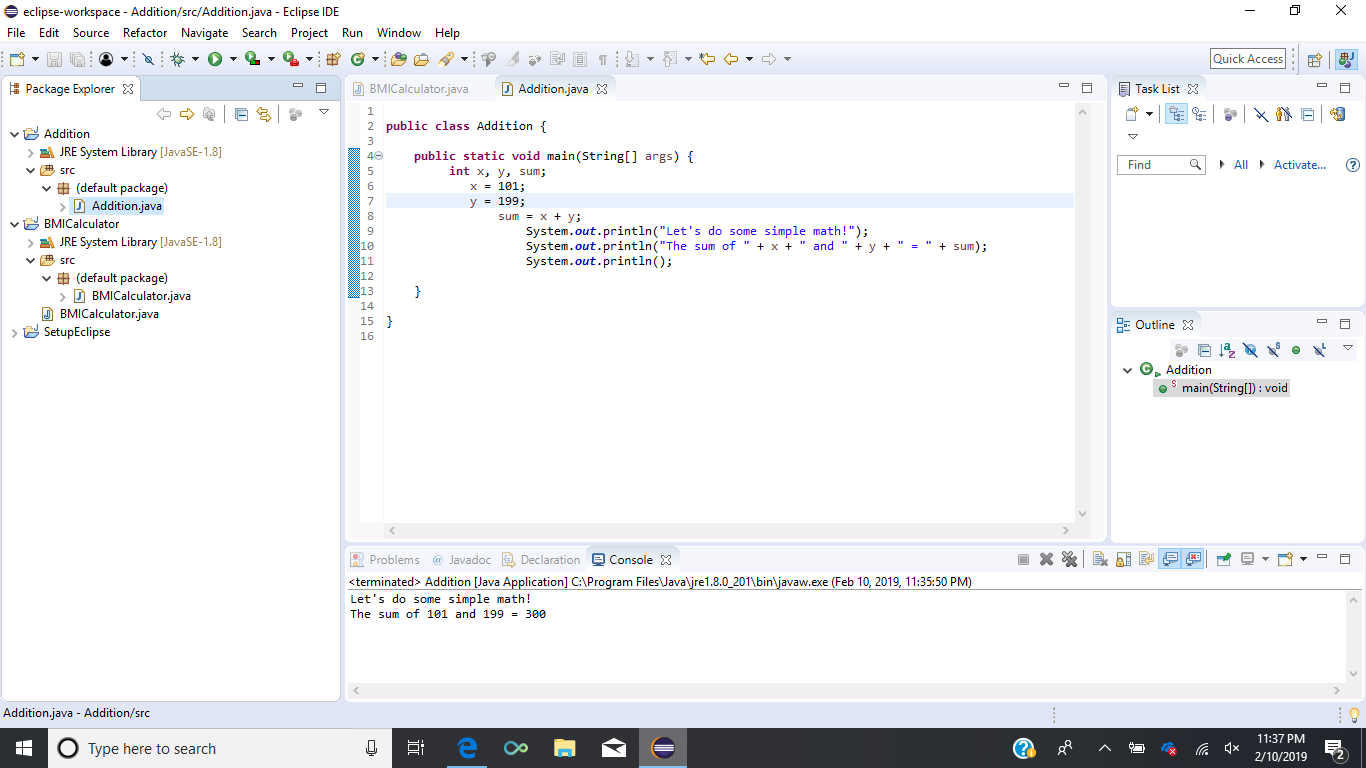 eclipse-workspace - Addition/src/Addition.java - Eclipse IDE
File Edit Source Refactor Navigate Search Project Run Window Help
Quick Access
Package Explorer
Addition
JRE System Library [JavaSE-1.8]
src
(default package)
Addition.java
BMICalculator
JRE System Library [JavaSE-1.8]
src
(default package)
BMICalculator.java
BMICalculator.java
SetupEclipse
BMICalculator.java Addition.java
1
2 public class Addition {
3
4 public static void main(String[] args) {
5 int x, y, sum;
6 x = 101;
7 y = 199;
8 sum = x + y;
9 System.out.println("Let's do some simple math!");
10 System.out.println("The sum of " + x + " and " + y + " = " + sum);
11 System.out.println();
12
13 }
14
15 }
16
Task List
Find All Activate...
Outline
Addition
main(String[]) : void
Problems @ Javadoc Declaration Console
<terminated> Addition [Java Application] C:\Program Files\Java\jre1.8.0_201\bin\javaw.exe (Feb 10, 2019, 11:35:50 PM)
Let's do some simple math!
The sum of 101 and 199 = 300
Addition.java - Addition/src
Type here to search
11:37 PM
2/10/2019
2